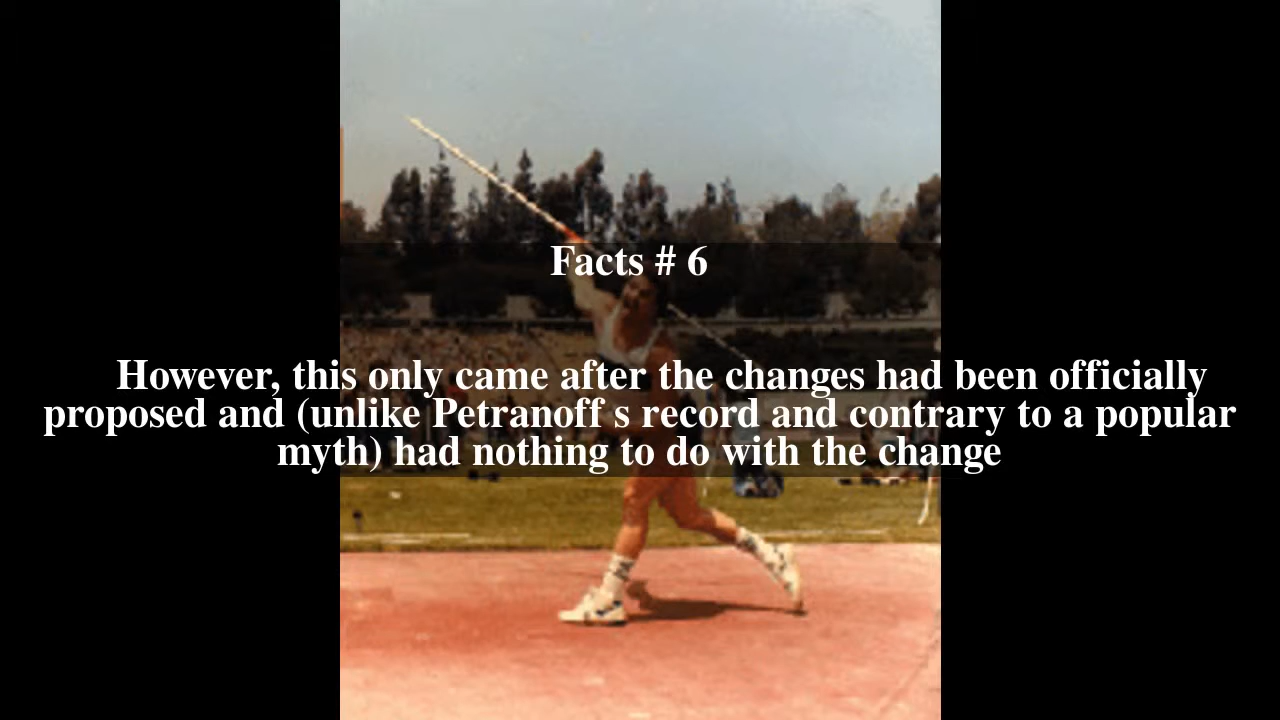 Facts # 6
However, this only came after the changes had been officially
proposed and (unlike Petranoff s record and contrary to a popular
myth) had nothing to do with the change